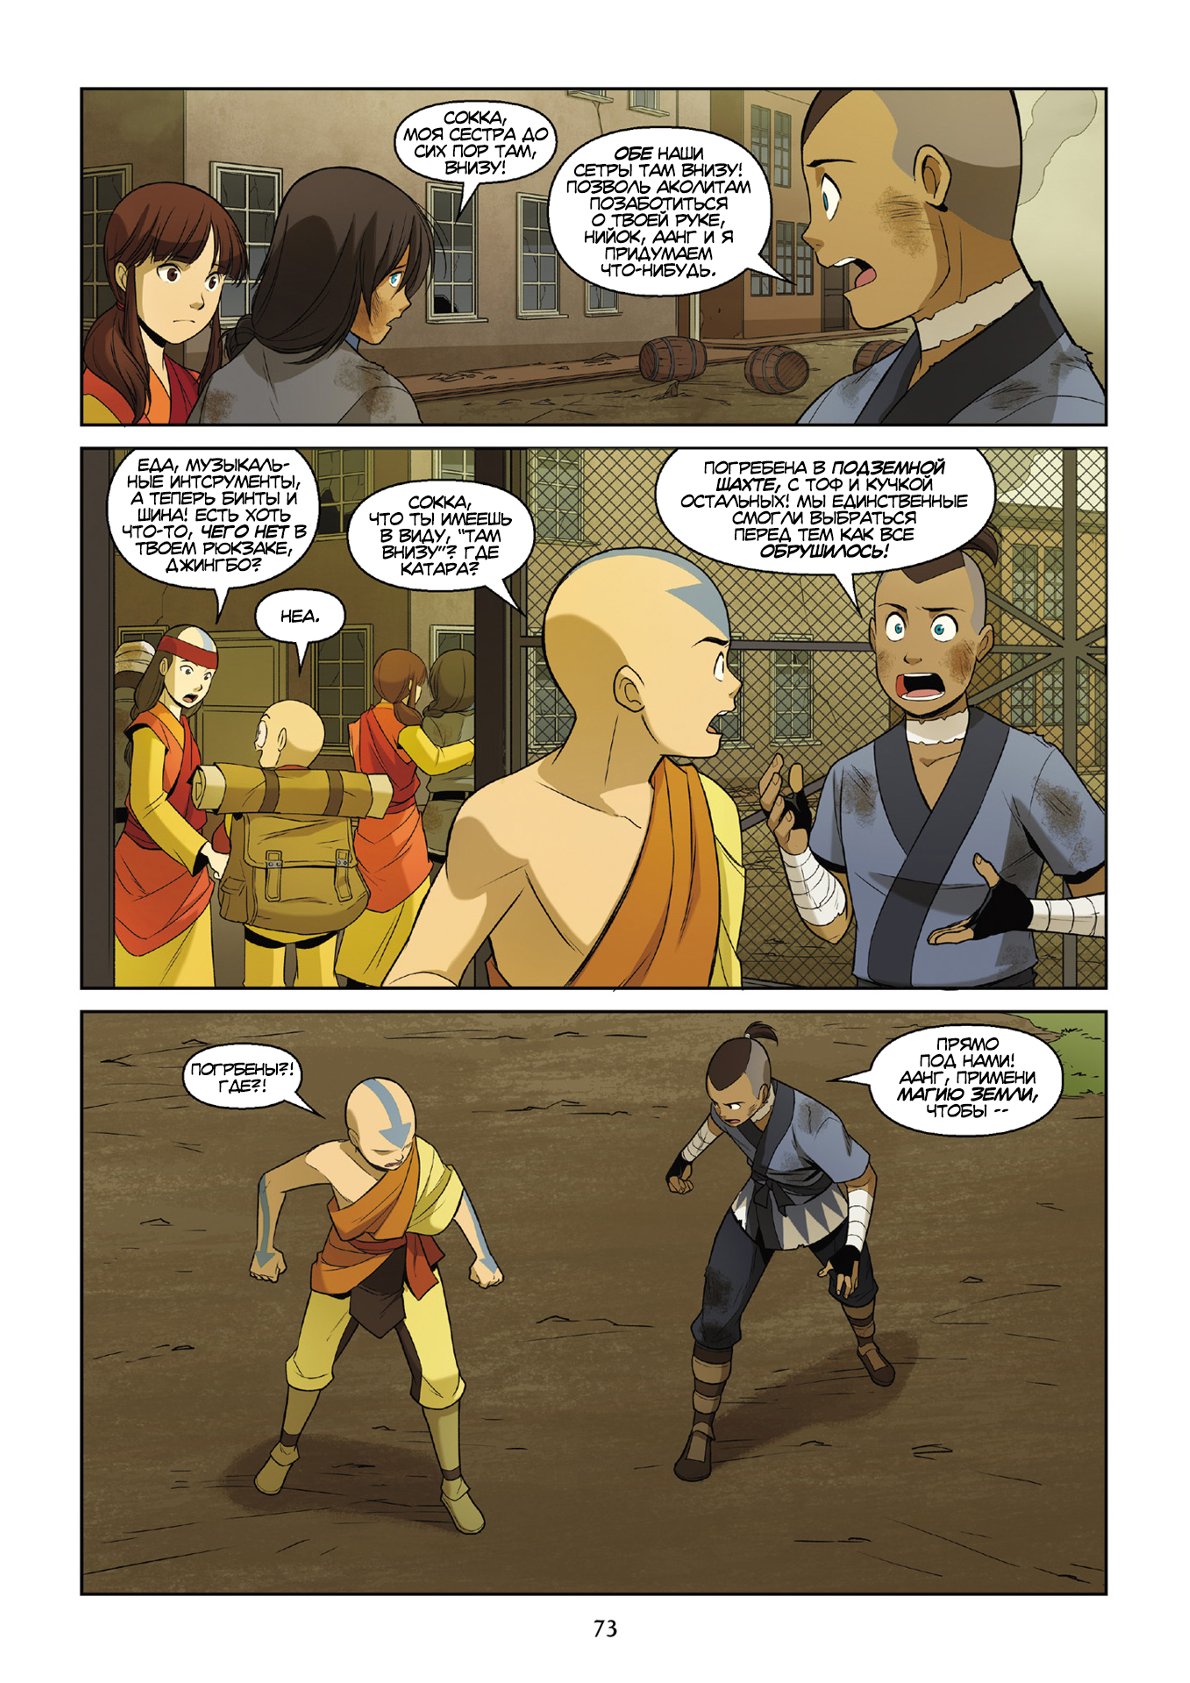 СОККА,
МОЯ СЕСТРА ДО
СИХ ПОР ТАМ,
ВНИЗУ!
ОБЕ НАШИ
СЕТРЫ ТАМ ВНИЗУ!
ПОЗВОЛЬ АКОЛИТАМ
ПОЗАБОТИТЬСЯ
О ТВОЕЙ РУКЕ,
НИЙОК, ААНГ И Я
ПРИДУМАЕМ
ЧТО-НИБУДЬ.
ЕДА, МУЗЫКАЛЬ-
НЫЕ ИНТСРУМЕНТЫ,
А ТЕПЕРЬ БИНТЫ И
ШИНА! ЕСТЬ ХОТЬ
ЧТО-ТО, ЧЕГО НЕТ В
ТВОЕМ РЮКЗАКЕ,
ДЖИНГБО?
НЕА.
СОККА,
ЧТО ТЫ ИМЕЕШЬ
В ВИДУ, "ТАМ
ВНИЗУ"? ГДЕ
КАТАРА?
ПОГРЕБЕНА В ПОДЗЕМНОЙ
ШАХТЕ, С ТОФ И КУЧКОЙ
ОСТАЛЬНЫХ! МЫ ЕДИНСТВЕННЫЕ
СМОГЛИ ВЫБРАТЬСЯ
ПЕРЕД ТЕМ КАК ВСЕ
ОБРУШИЛОСЬ!
ПОГРБЕНЫ?!
ГДЕ?!
ПРЯМО
ПОД НАМИ!
ААНГ, ПРИМЕНИ
МАГИЮ ЗЕМЛИ,
ЧТОБЫ --
73